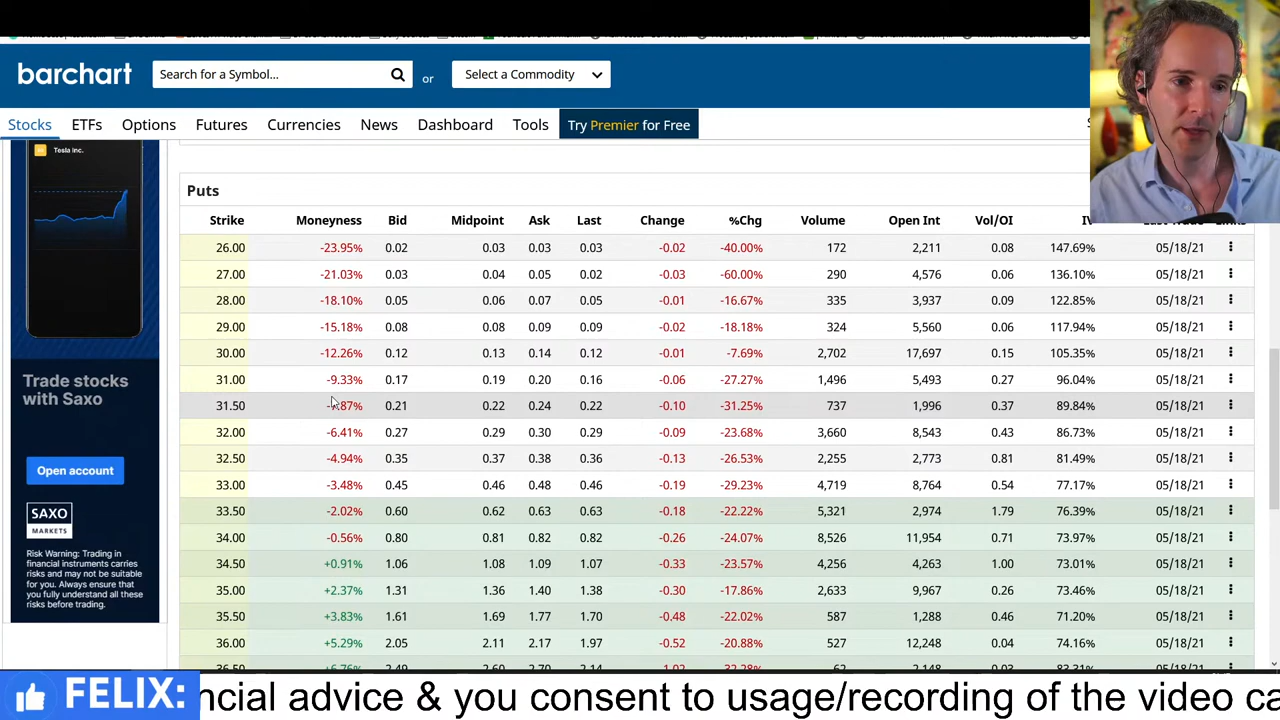 barchart
Search for a Symbol...
or
Select a Commodity
Stocks ETFs Options Futures Currencies News Dashboard Tools Try Premier for Free
Tesla Inc.
Trade stocks
with Saxo
Open account
SAXO
MARKETS
Risk Warning: Trading in
financial instruments carries
risks and may not be suitable
for you. Always ensure that
you fully understand all these
risks before trading.
Puts
Strike Moneyness Bid Midpoint Ask Last Change %Chg Volume Open Int Vol/OI IV
26.00 -23.95% 0.02 0.03 0.03 0.03 -0.02 -40.00% 172 2,211 0.08 147.69% 05/18/21
27.00 -21.03% 0.03 0.04 0.05 0.02 -0.03 -60.00% 290 4,576 0.06 136.10% 05/18/21
28.00 -18.10% 0.05 0.06 0.07 0.05 -0.01 -16.67% 335 3,937 0.09 122.85% 05/18/21
29.00 -15.18% 0.08 0.08 0.09 0.09 -0.02 -18.18% 324 5,560 0.06 117.94% 05/18/21
30.00 -12.26% 0.12 0.13 0.14 0.12 -0.01 -7.69% 2,702 17,697 0.15 105.35% 05/18/21
31.00 -9.33% 0.17 0.19 0.20 0.16 -0.06 -27.27% 1,496 5,493 0.27 96.04% 05/18/21
31.50 0.21 0.22 0.24 0.22 -0.10 -31.25% 737 1,996 0.37 89.84% 05/18/21
32.00 -6.41% 0.27 0.29 0.30 0.29 -0.09 -23.68% 3,660 8,543 0.43 86.73% 05/18/21
32.50 -4.94% 0.35 0.37 0.38 0.36 -0.13 -26.53% 2,255 2,773 0.81 81.49% 05/18/21
33.00 -3.48% 0.45 0.46 0.48 0.46 -0.19 -29.23% 4,719 8,764 0.54 77.17% 05/18/21
33.50 -2.02% 0.60 0.62 0.63 0.63 -0.18 -22.22% 5,321 2,974 1.79 76.39% 05/18/21
34.00 -0.56% 0.80 0.81 0.82 0.82 -0.26 -24.07% 8,526 11,954 0.71 73.97% 05/18/21
34.50 +0.91% 1.06 1.08 1.09 1.07 -0.33 -23.57% 4,256 4,263 1.00 73.46% 05/18/21
35.00 +2.37% 1.31 1.36 1.40 1.38 -0.30 -17.86% 2,633 9,967 0.26 73.46% 05/18/21
35.50 +3.83% 1.61 1.69 1.77 1.70 -0.48 -22.02% 587 1,288 0.46 71.20% 05/18/21
36.00 +5.29% 2.05 2.11 2.17 1.97 -0.52 -20.88% 527 12,248 0.04 74.16% 05/18/21
FELIX:
ncial advice & you consent to usage/recording of the video ca